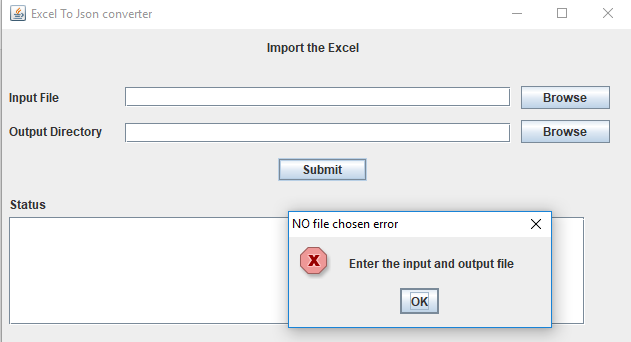 Excel To Json converter
Import the Excel
Input File
Browse
Output Directory
Browse
Submit
Status
NO file chosen error
X
Enter the input and output file
OK